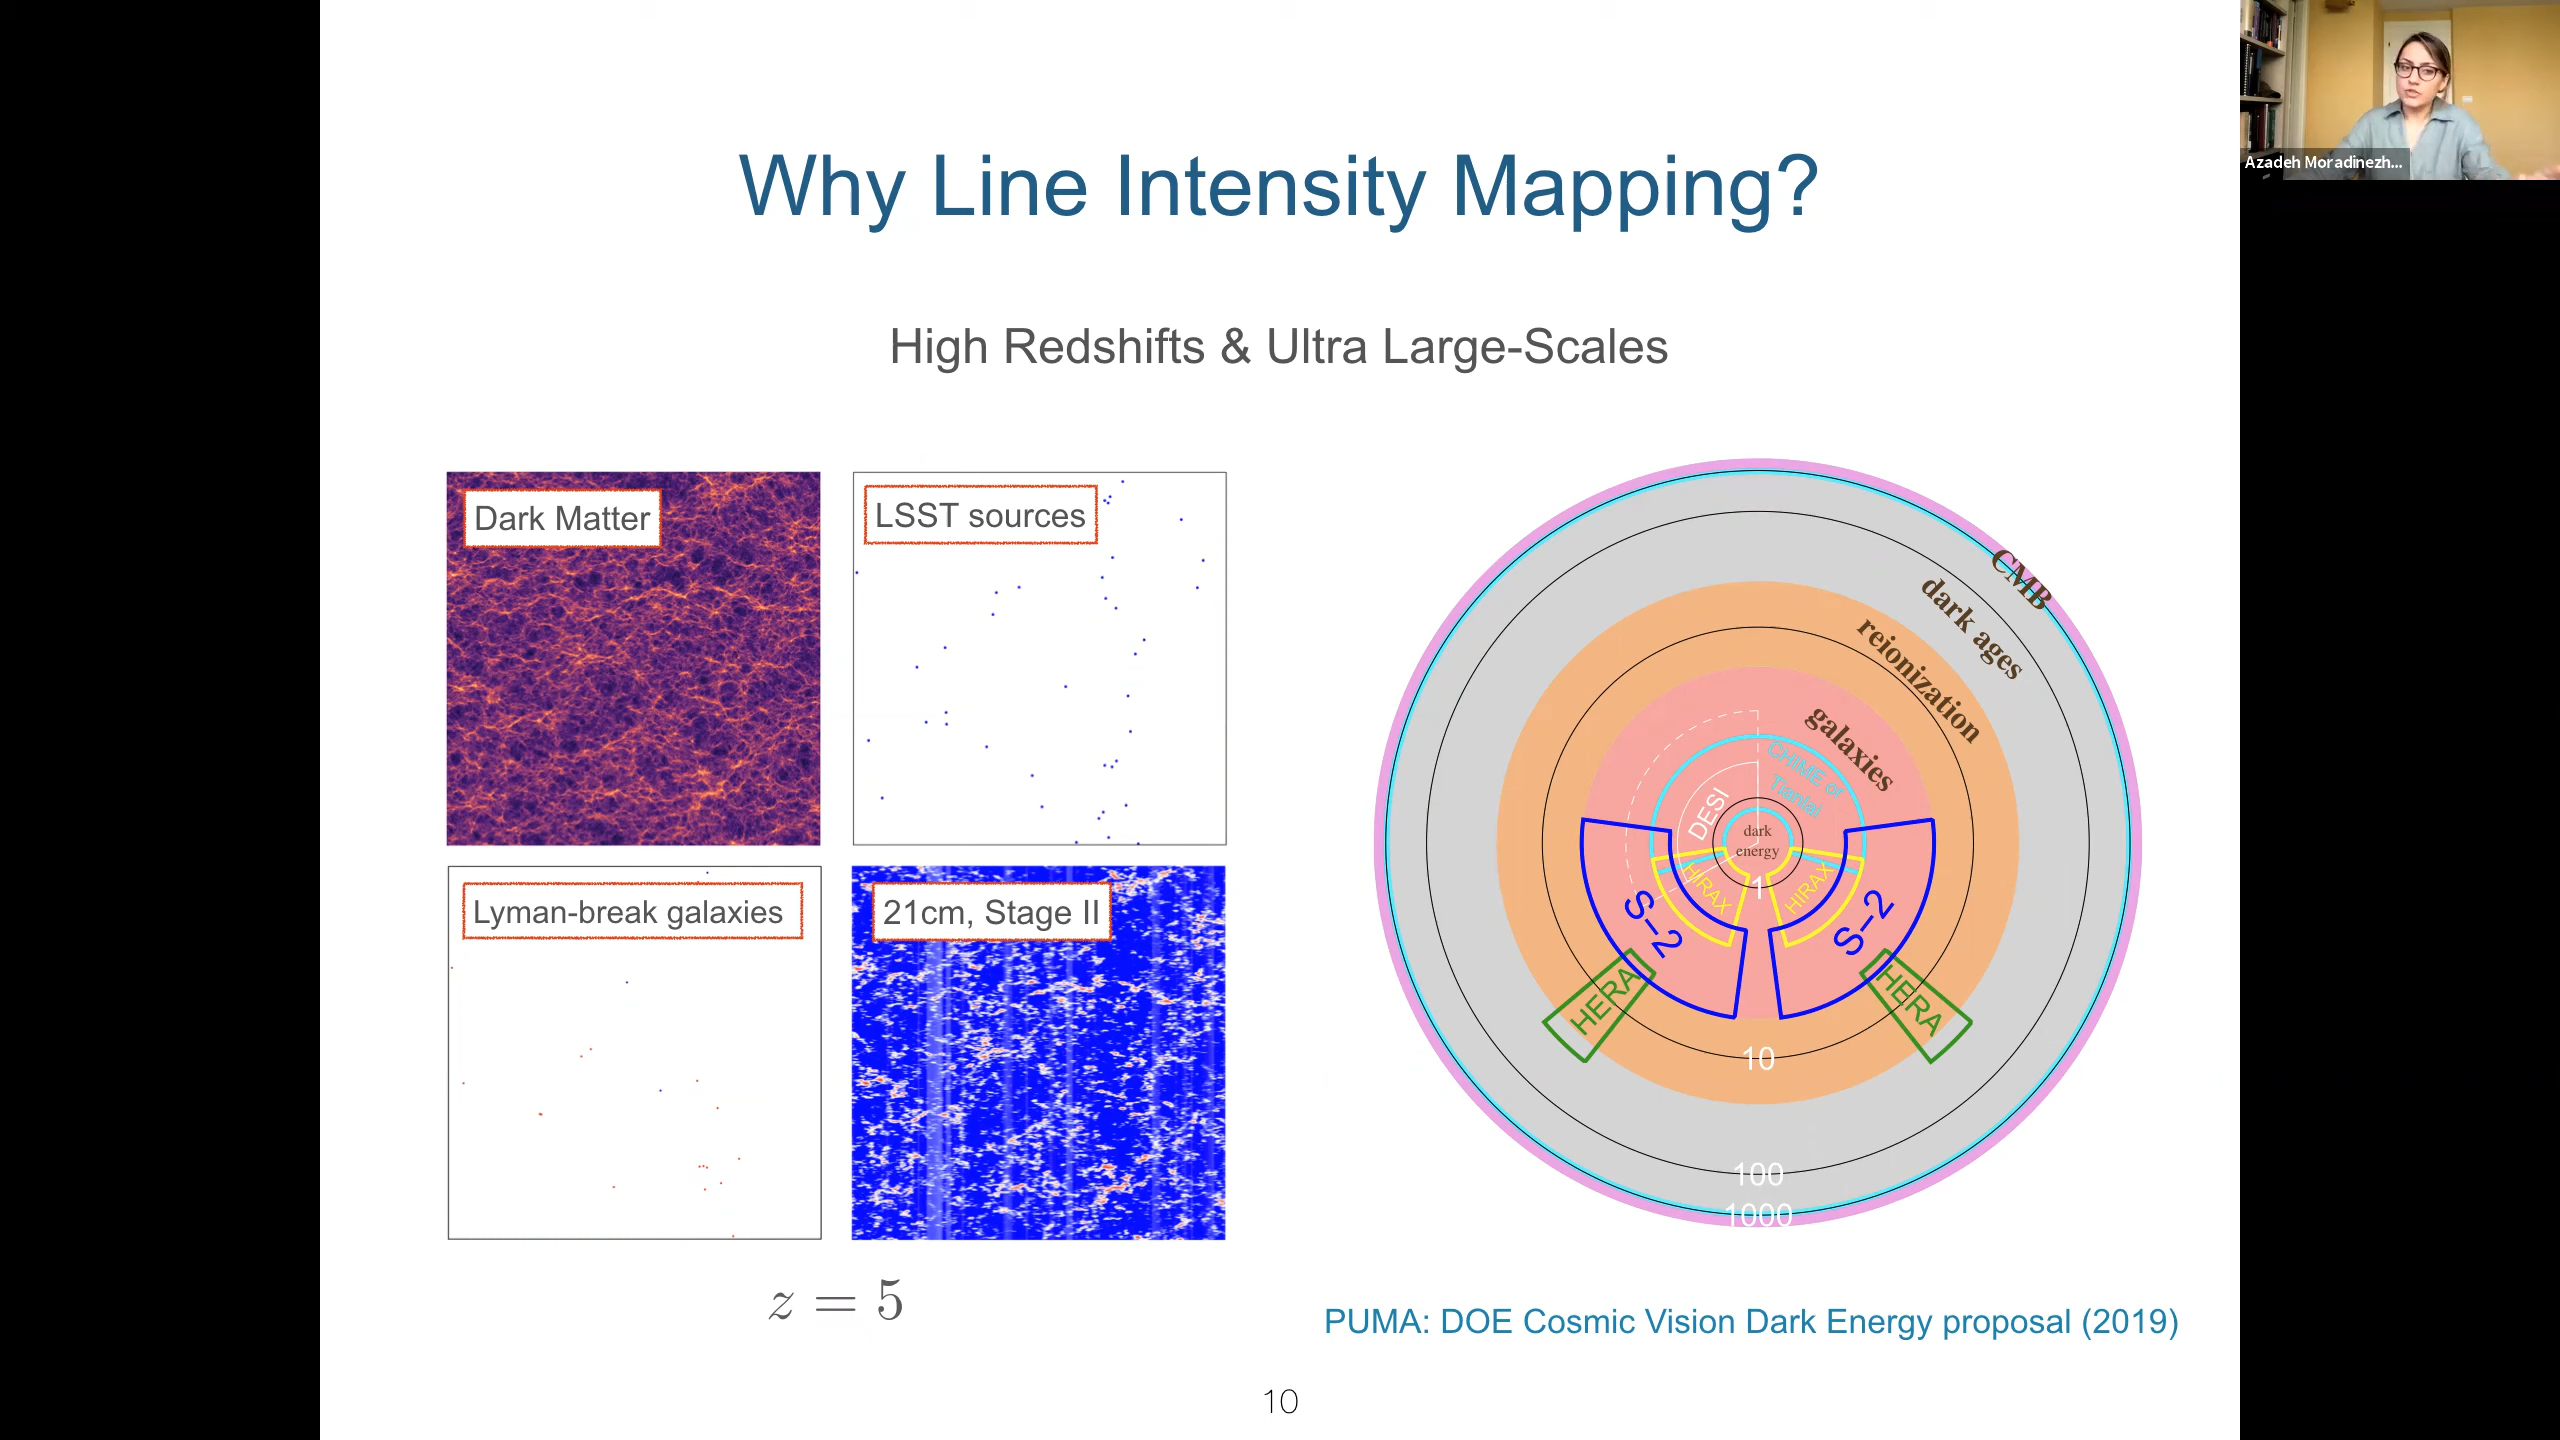 Why Line Intensity Mapping?
Azadeh Moradinezh...
High Redshifts & Ultra Large-Scales
Dark Matter
LSST sources
Lyman-break galaxies
21cm, Stage II
z = 5
CMB
dark ages
reionization
galaxies
CHIME or
Tianlai
DESI
dark
energy
1
HIRAX
HIRAX
S-2
S-2
HERA
HERA
10
100
1000
PUMA: DOE Cosmic Vision Dark Energy proposal (2019)
10